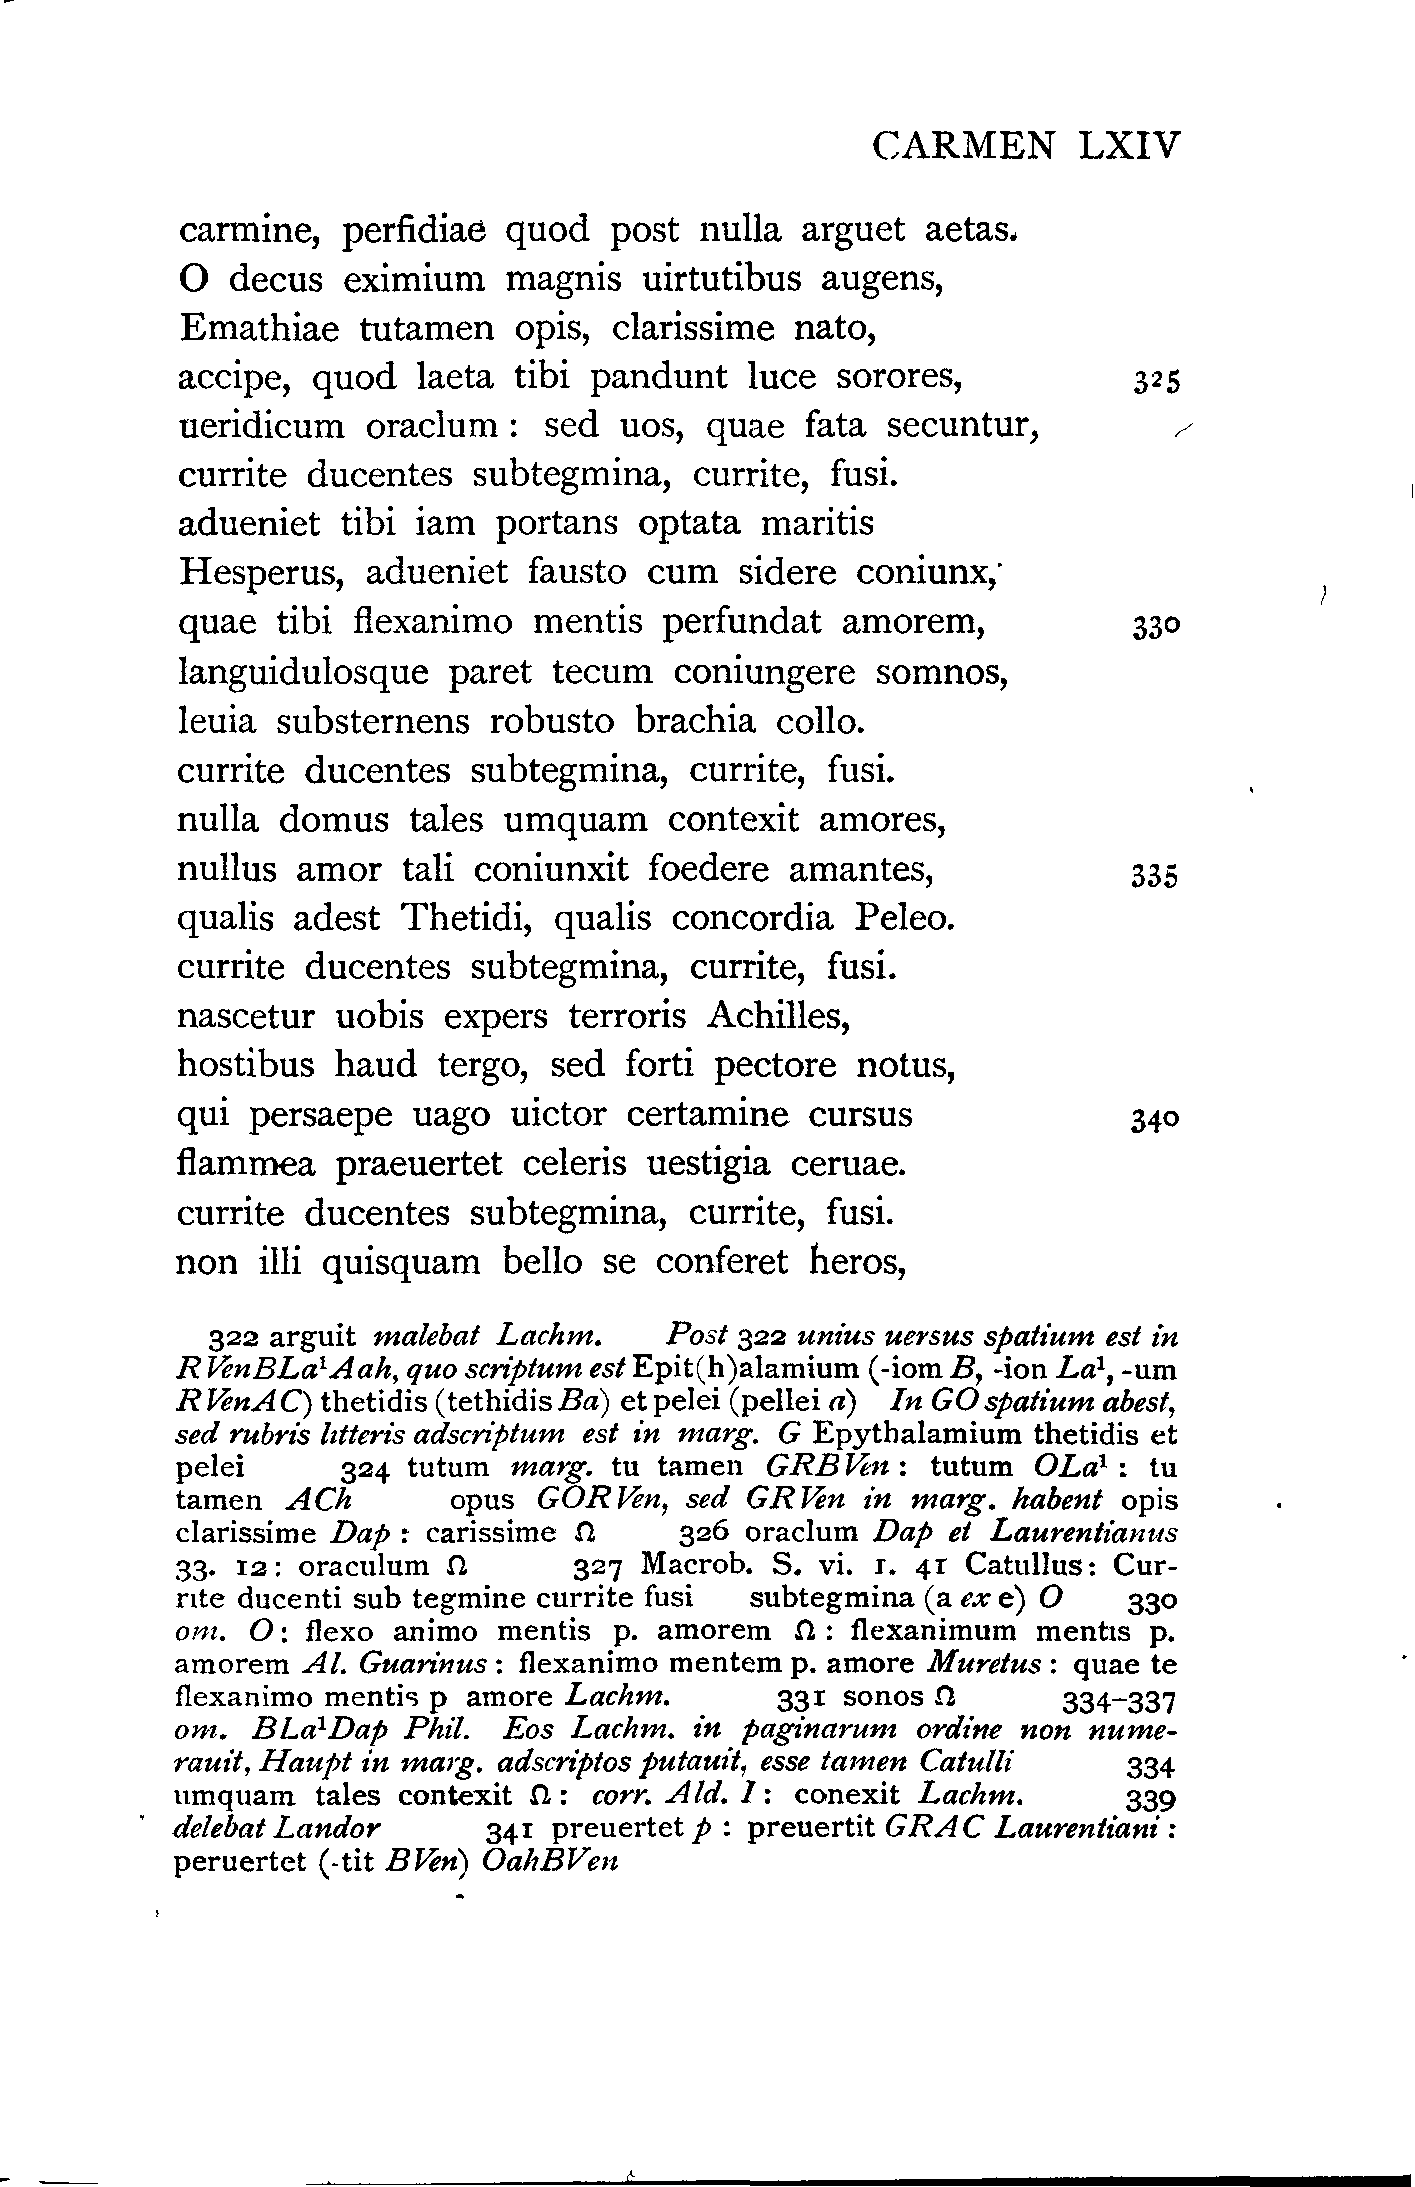 CARMEN LXIV
carmine, perfidiae quod post nulla arguet aetas.
O decus eximium magnis uirtutibus augens,
Emathiae tutamen opis, clarissime nato,
accipe, quod laeta tibi pandunt luce sorores, 325
ueridicum oraclum : sed uos, quae fata secuntur,
currite ducentes subtegmina, currite, fusi.
adueniet tibi iam portans optata maritis
Hesperus, adueniet fausto cum sidere coniunx,
quae tibi flexanimo mentis perfundat amorem, 330
languidulosque paret tecum coniungere somnos,
leuia substernens robusto brachia collo.
currite ducentes subtegmina, currite, fusi.
nulla domus tales umquam contexit amores,
nullus amor tali coniunxit foedere amantes, 335
qualis adest Thetidi, qualis concordia Peleo.
currite ducentes subtegmina, currite, fusi.
nascetur uobis expers terroris Achilles,
hostibus haud tergo, sed forti pectore notus,
qui persaepe uago uictor certamine cursus 340
flammea praeuertet celeris uestigia ceruae.
currite ducentes subtegmina, currite, fusi.
non illi quisquam bello se conferet heros,
322 arguit malebat Lachm. Post 322 unius uersus spatium est in
RVenBLa¹Aah, quo scriptum est Epit(h)alamium (-iom B, -ion La¹, -um
RVenAC) thetidis (tethidis Ba) et pelei (pellei a) In GO spatium abest,
sed rubris litteris adscriptum est in marg. G Epythalamium thetidis et
pelei 324 tutum marg. tu tamen GRBVen : tutum OLa¹ : tu
tamen ACh opus GORVen, sed GRVen in marg. habent opis
clarissime Dap : carissime Ω 326 oraclum Dap et Laurentianus
33. 12 : oraculum Ω 327 Macrob. S. vi. 1. 41 Catullus: Cur-
rite ducenti sub tegmine currite fusi subtegmina (a ex e) O 330
om. O : flexo animo mentis p. amorem Ω : flexanimum mentis p.
amorem Al. Guarinus : flexanimo mentem p. amore Muretus : quae te
flexanimo mentis p amore Lachm. 331 sonos Ω 334-337
om. BLa¹Dap Phil. Eos Lachm. in paginarum ordine non nume-
rauit, Haupt in marg. adscriptos putauit, esse tamen Catulli 334
umquam tales contexit Ω : corr. Ald. 1 : conexit Lachm. 339
delebat Landor 341 preuertet p : preuertit GRAC Laurentiani :
peruertet (-tit BVen) OahBVen